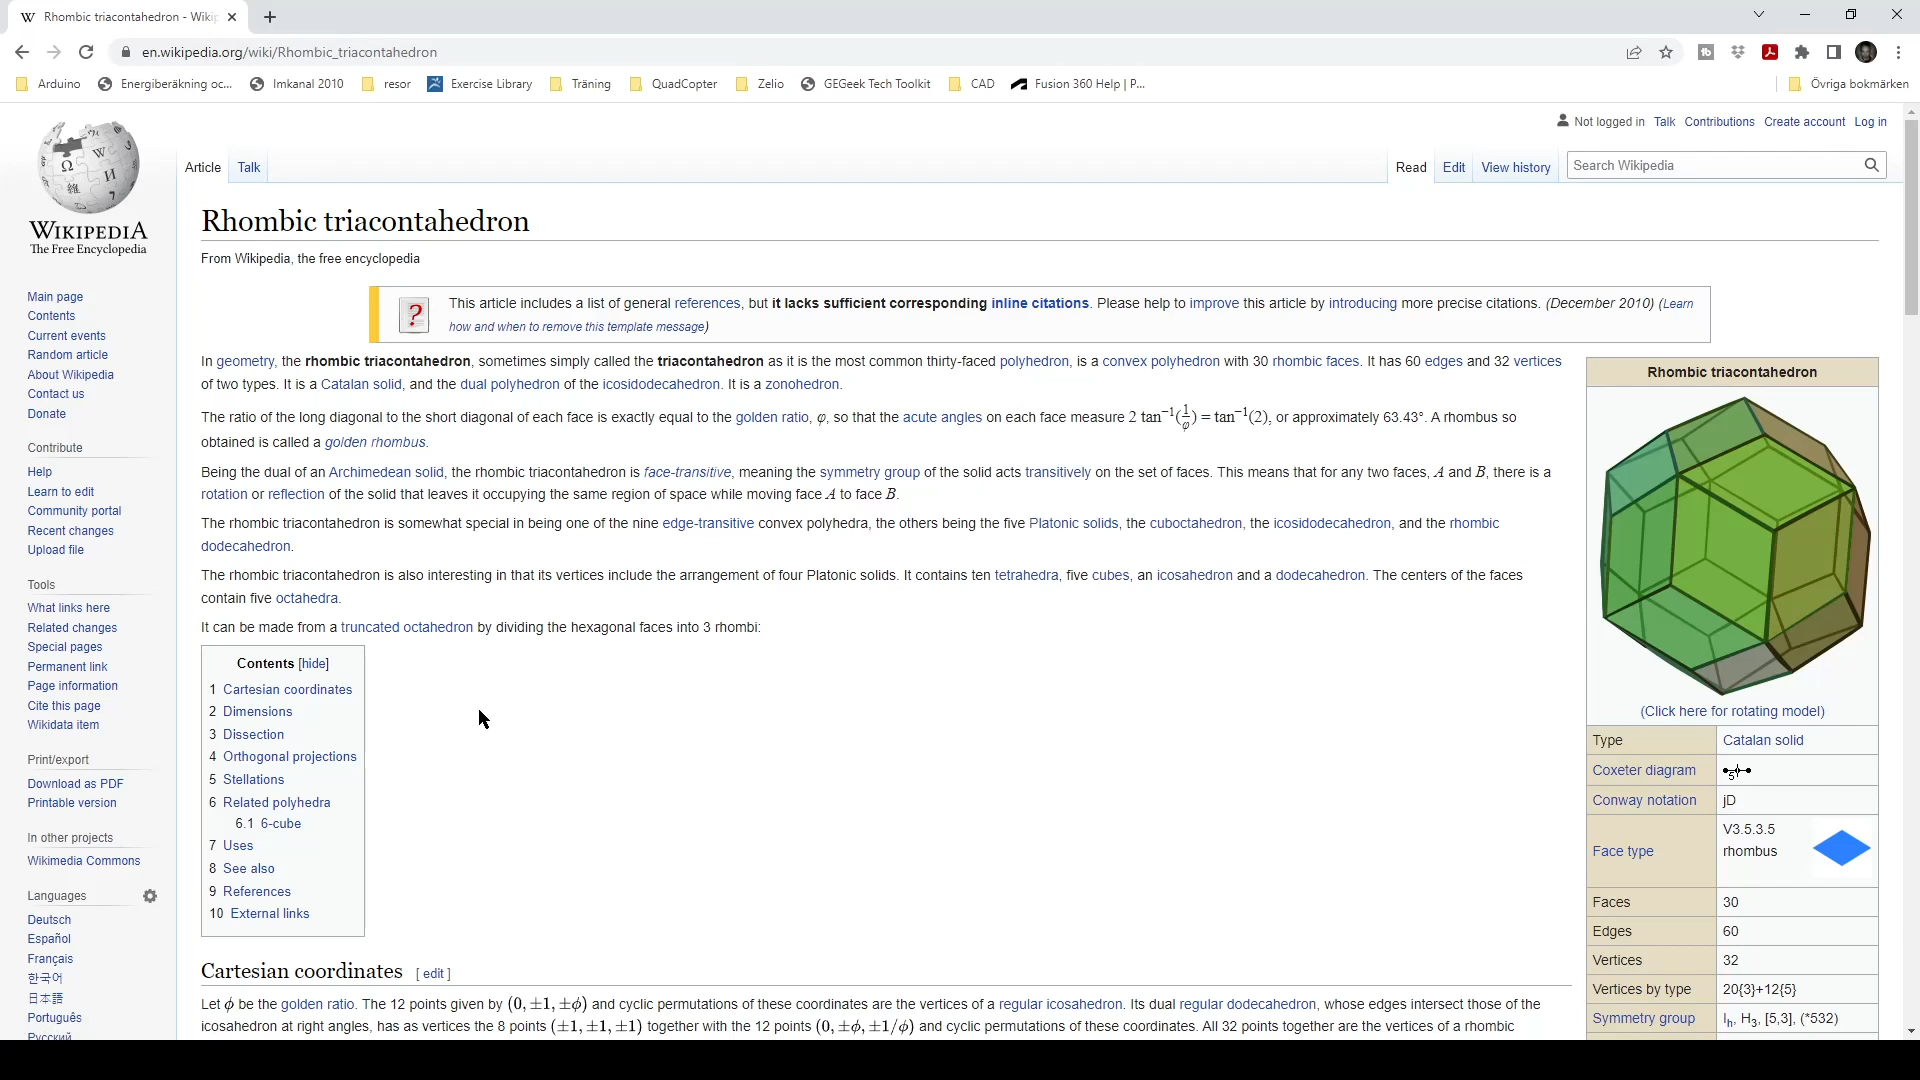 Rhombic triacontahedron - Wikip
en.wikipedia.org/wiki/Rhombic_triacontahedron
Arduino
Energiberäkning oc...
Imkanal 2010
resor
Exercise Library
Träning
QuadCopter
Zelio
GEGeek Tech Toolkit
CAD
Fusion 360 Help | P...
Övriga bokmärken
Not logged in Talk Contributions Create account Log in
Article Talk
Read Edit View history
Search Wikipedia
WIKIPEDIA
The Free Encyclopedia
Main page
Contents
Current events
Random article
About Wikipedia
Contact us
Donate
Contribute
Help
Learn to edit
Community portal
Recent changes
Upload file
Tools
What links here
Related changes
Special pages
Permanent link
Page information
Cite this page
Wikidata item
Print/export
Download as PDF
Printable version
In other projects
Wikimedia Commons
Languages
Deutsch
Español
Français
한국어
日本語
Português
Русский
Rhombic triacontahedron
From Wikipedia, the free encyclopedia
This article includes a list of general references, but it lacks sufficient corresponding inline citations. Please help to improve this article by introducing more precise citations. (December 2010) (Learn
how and when to remove this template message)
In geometry, the rhombic triacontahedron, sometimes simply called the triacontahedron as it is the most common thirty-faced polyhedron, is a convex polyhedron with 30 rhombic faces. It has 60 edges and 32 vertices
of two types. It is a Catalan solid, and the dual polyhedron of the icosidodecahedron. It is a zonohedron.
The ratio of the long diagonal to the short diagonal of each face is exactly equal to the golden ratio, φ, so that the acute angles on each face measure 2 tan⁻¹(1/φ) = tan⁻¹(2), or approximately 63.43°. A rhombus so
obtained is called a golden rhombus.
Being the dual of an Archimedean solid, the rhombic triacontahedron is face-transitive, meaning the symmetry group of the solid acts transitively on the set of faces. This means that for any two faces, A and B, there is a
rotation or reflection of the solid that leaves it occupying the same region of space while moving face A to face B.
The rhombic triacontahedron is somewhat special in being one of the nine edge-transitive convex polyhedra, the others being the five Platonic solids, the cuboctahedron, the icosidodecahedron, and the rhombic
dodecahedron.
The rhombic triacontahedron is also interesting in that its vertices include the arrangement of four Platonic solids. It contains ten tetrahedra, five cubes, an icosahedron and a dodecahedron. The centers of the faces
contain five octahedra.
It can be made from a truncated octahedron by dividing the hexagonal faces into 3 rhombi:
Contents [hide]
1 Cartesian coordinates
2 Dimensions
3 Dissection
4 Orthogonal projections
5 Stellations
6 Related polyhedra
6.1 6-cube
7 Uses
8 See also
9 References
10 External links
Cartesian coordinates [ edit ]
Let ϕ be the golden ratio. The 12 points given by (0, ±1, ±ϕ) and cyclic permutations of these coordinates are the vertices of a regular icosahedron. Its dual regular dodecahedron, whose edges intersect those of the
icosahedron at right angles, has as vertices the 8 points (±1, ±1, ±1) together with the 12 points (0, ±ϕ, ±1/ϕ) and cyclic permutations of these coordinates. All 32 points together are the vertices of a rhombic
Rhombic triacontahedron
(Click here for rotating model)
Type Catalan solid
Coxeter diagram 5
Conway notation jD
Face type V3.5.3.5
rhombus
Faces 30
Edges 60
Vertices 32
Vertices by type 20{3}+12{5}
Symmetry group Iₕ, H₃, [5,3], (*532)